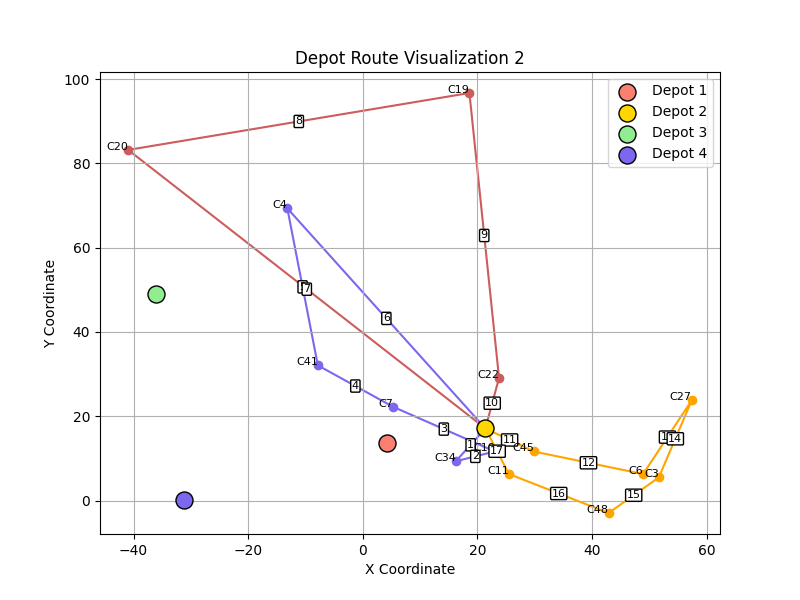 Depot Route Visualization 2
Depot 1
Depot 2
Depot 3
Depot 4
Y Coordinate
100
80
60
40
20
0
−40
−20
0
20
40
60
X Coordinate
C19
8
C20
C4
9
7
6
C41
4
C22
C27
C7
10
3
11
C45
14
C34
2
17
12
C6
C3
C11
16
15
C48